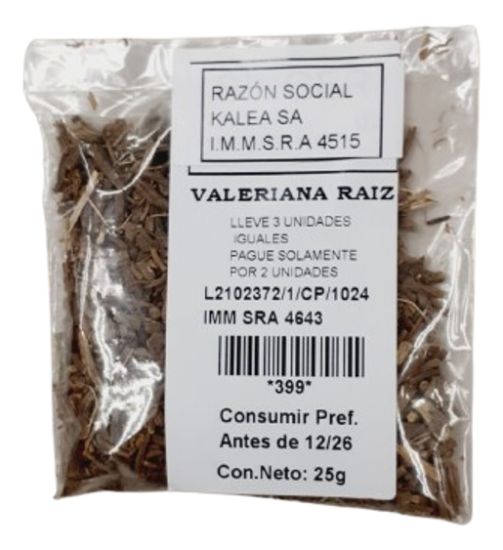 RAZÓN SOCIAL
KALEA SA
I.M.M.S.R.A 4515
VALERIANA RAIZ
LLEVE 3 UNIDADES
IGUALES
PAGUE SOLAMENTE
POR 2 UNIDADES
L2102372/1/CP/1024
IMM SRA 4643
*399*
Consumir Pref.
Antes de 12/26
Con.Neto: 25g